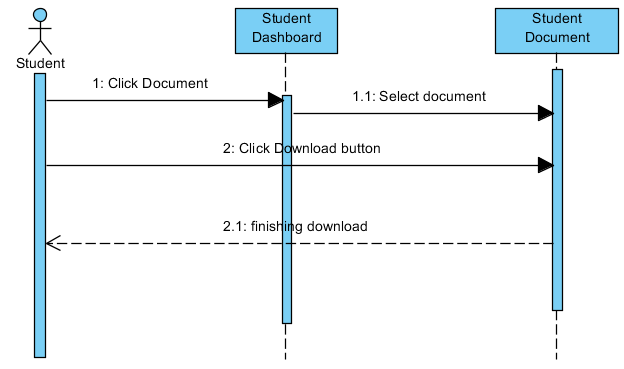 Student
Student
Dashboard
Student
Document
1: Click Document
1.1: Select document
2: Click Download button
2.1: finishing download